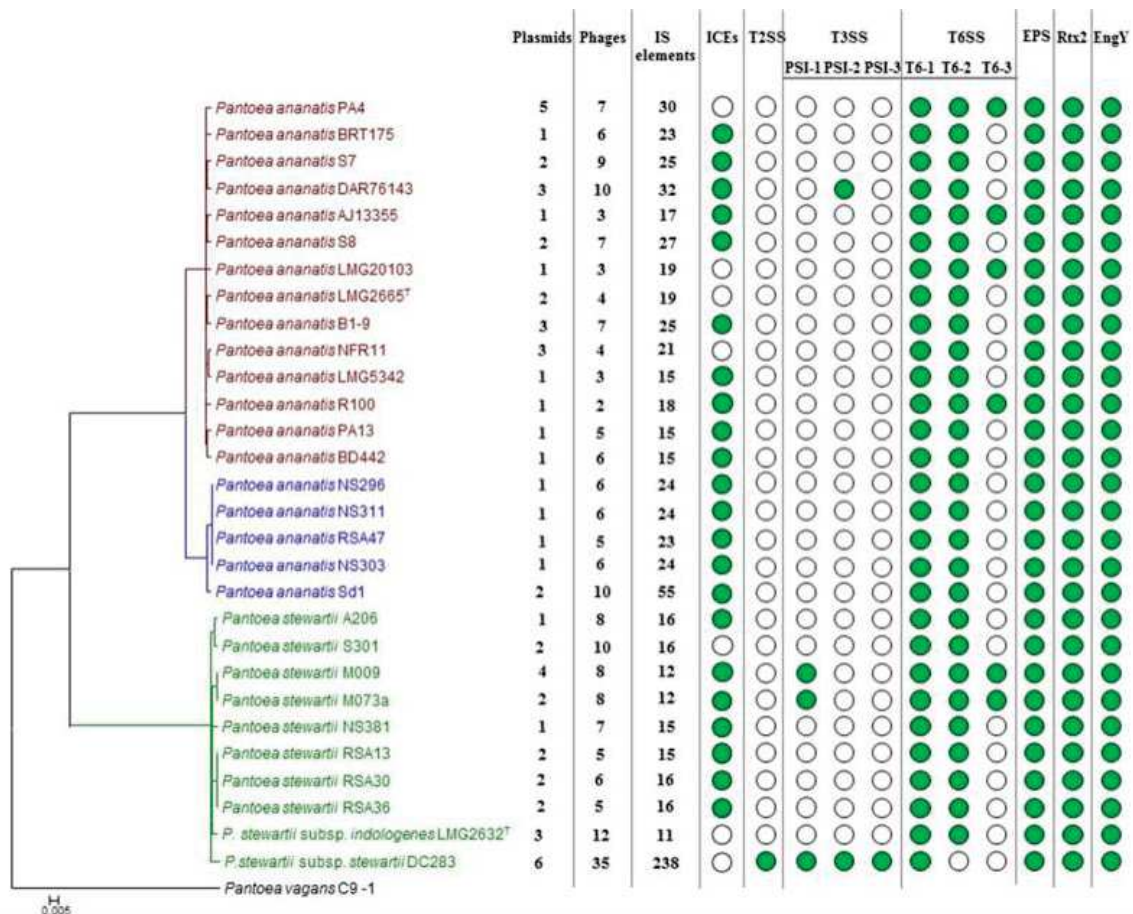 Plasmids Phages IS elements ICEs T2SS T3SS T6SS EPS Rtx2 EngY
PSI-1 PSI-2 PSI-3 T6-1 T6-2 T6-3
Pantoea ananatis PA4 5 7 30
Pantoea ananatis BRT175 1 6 23
Pantoea ananatis S7 2 9 25
Pantoea ananatis DAR76143 3 10 32
Pantoea ananatis AJ13355 1 3 17
Pantoea ananatis S8 2 7 27
Pantoea ananatis LMG20103 1 3 19
Pantoea ananatis LMG2665ᵀ 2 4 19
Pantoea ananatis B1-9 3 7 25
Pantoea ananatis NFR11 3 4 21
Pantoea ananatis LMG5342 1 3 15
Pantoea ananatis R100 1 2 18
Pantoea ananatis PA13 1 5 15
Pantoea ananatis BD442 1 6 15
Pantoea ananatis NS296 1 6 24
Pantoea ananatis NS311 1 6 24
Pantoea ananatis RSA47 1 5 23
Pantoea ananatis NS303 1 6 24
Pantoea ananatis Sd1 2 10 55
Pantoea stewartii A206 1 8 16
Pantoea stewartii S301 2 10 16
Pantoea stewartii M009 4 8 12
Pantoea stewartii M073a 2 8 12
Pantoea stewartii NS381 1 7 15
Pantoea stewartii RSA13 2 5 15
Pantoea stewartii RSA30 2 6 16
Pantoea stewartii RSA36 2 5 16
P. stewartii subsp. indologenes LMG2632ᵀ 3 12 11
P.stewartii subsp. stewartii DC283 6 35 238
Pantoea vagans C9 -1
0.005